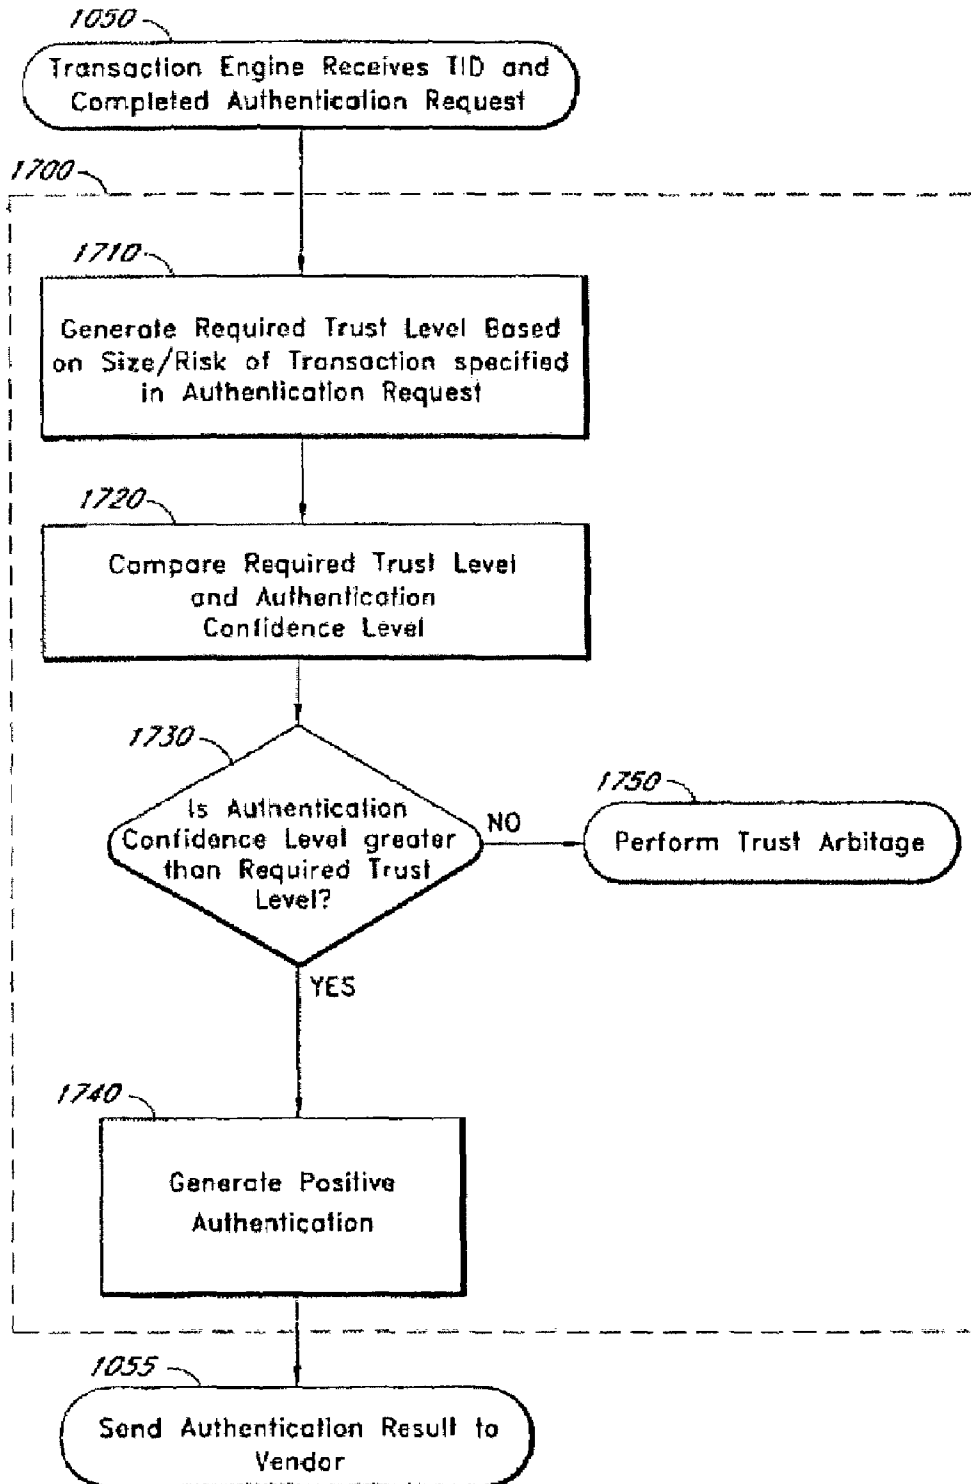 1050
Transaction Engine Receives TID and
Completed Authentication Request
1700
1710
Generate Required Trust Level Based
on Size/Risk of Transaction specified
in Authentication Request
1720
Compare Required Trust Level
and Authentication
Confidence Level
1730
Is Authentication
Confidence Level greater
than Required Trust
Level?
NO
1750
Perform Trust Arbitage
YES
1740
Generate Positive
Authentication
1055
Send Authentication Result to
Vendor